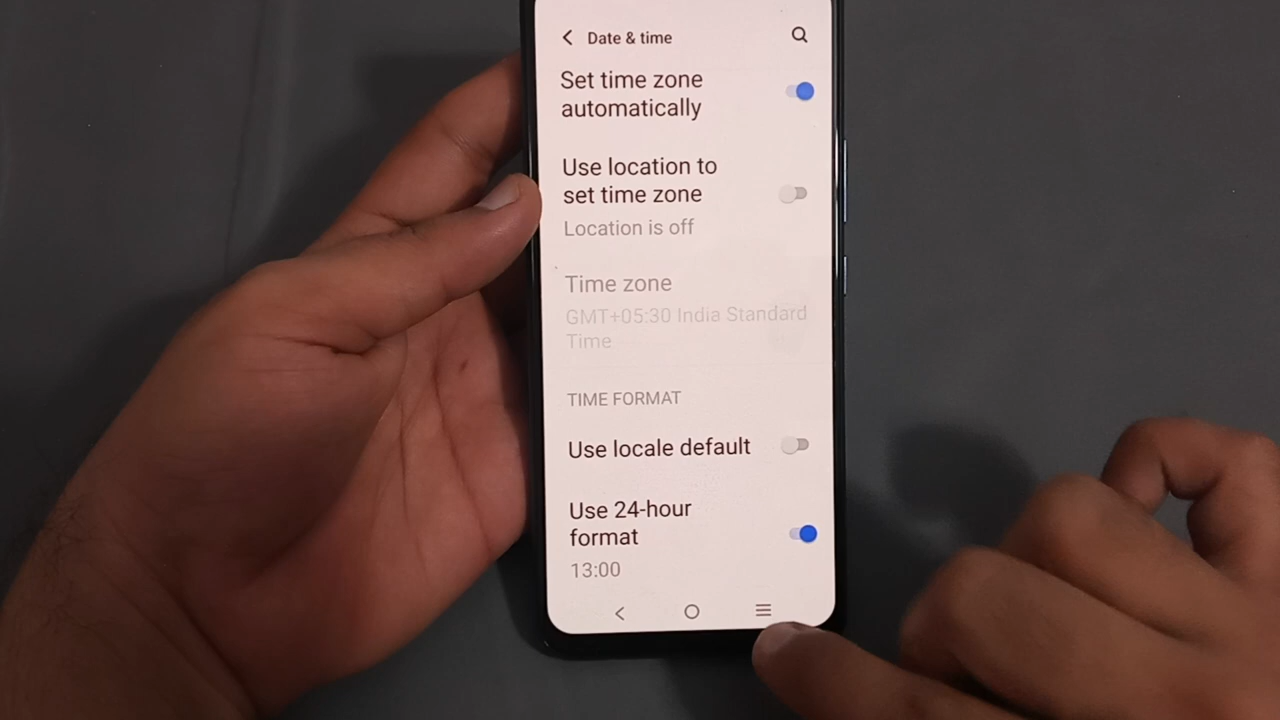 Date & time
Set time zone
automatically
Use location to
set time zone
Location is off
Time zone
GMT+05:30 India Standard
Time
TIME FORMAT
Use locale default
Use 24-hour
format
13:00